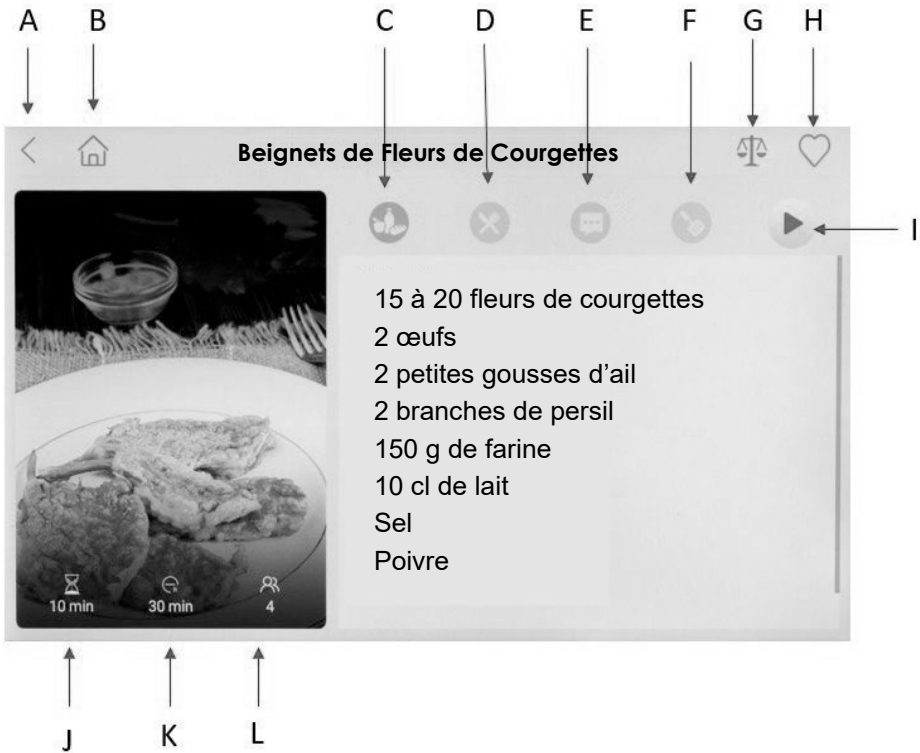 A B C D E F G H
Beignets de Fleurs de Courgettes
I
15 à 20 fleurs de courgettes
2 œufs
2 petites gousses d’ail
2 branches de persil
150 g de farine
10 cl de lait
Sel
Poivre
10 min 30 min 4
J K L